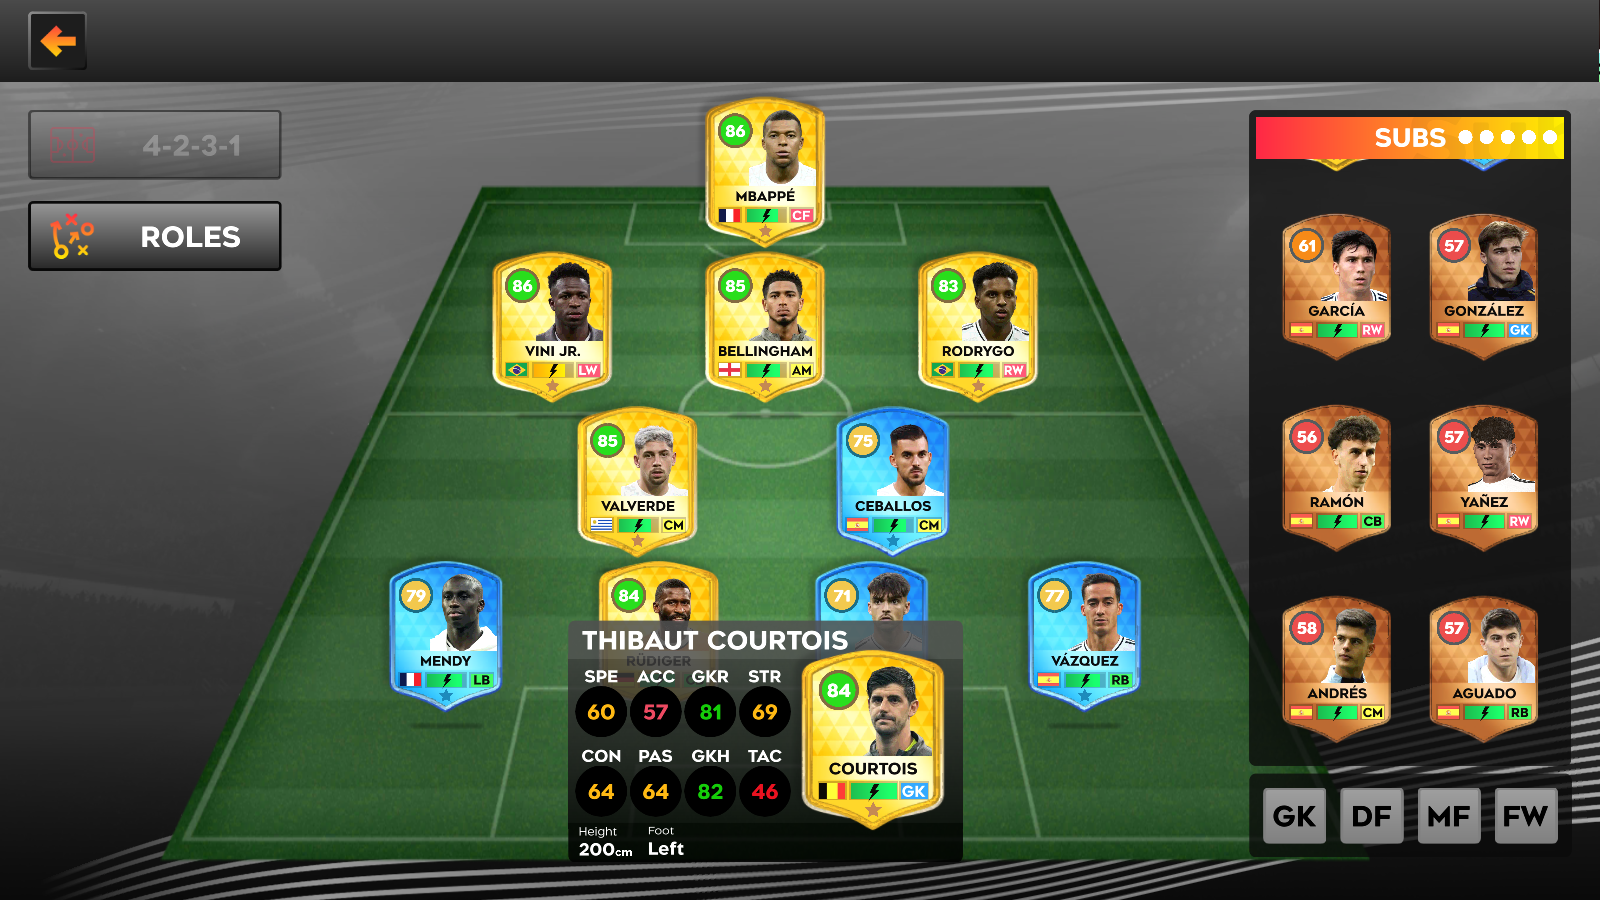 4-2-3-1
ROLES
86
MBAPPÉ
CF
86
VINI JR.
LW
85
BELLINGHAM
AM
83
RODRYGO
RW
85
VALVERDE
CM
75
CEBALLOS
CM
79
MENDY
LB
84
RÜDIGER
71
77
VÁZQUEZ
RB
THIBAUT COURTOIS
SPE ACC GKR STR
60 57 81 69
CON PAS GKH TAC
64 64 82 46
Height Foot
200cm Left
84
COURTOIS
GK
SUBS
61
GARCÍA
RW
57
GONZÁLEZ
GK
56
RAMÓN
CB
57
YAÑEZ
RW
58
ANDRÉS
CM
57
AGUADO
RB
GK DF MF FW